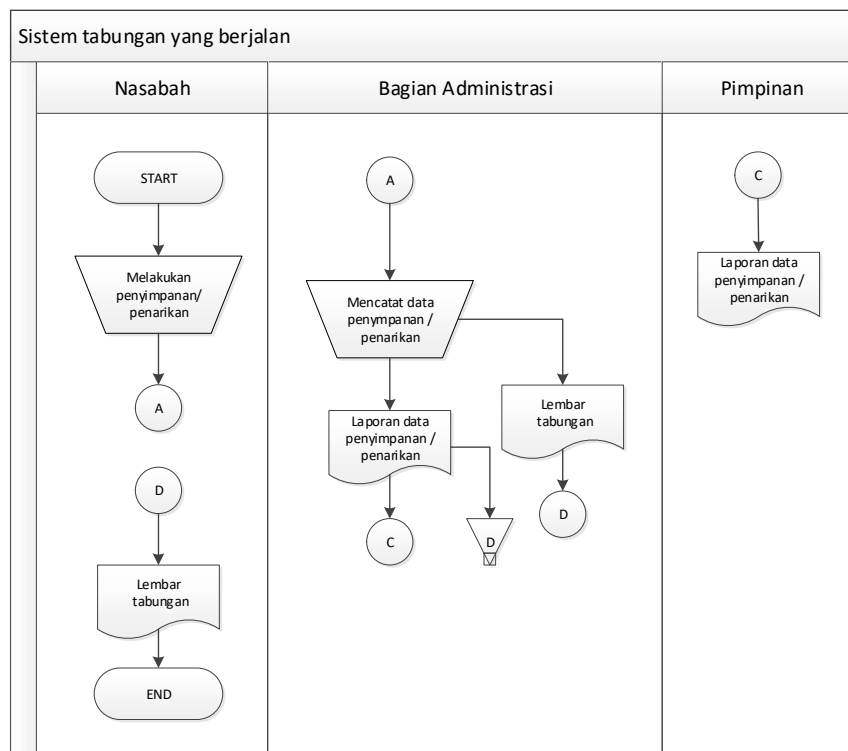 Sistem tabungan yang berjalan
Nasabah
Bagian Administrasi
Pimpinan
START
Melakukan
penyimpanan/
penarikan
A
D
Lembar
tabungan
END
A
Mencatat data
penympanan /
penarikan
Laporan data
penyimpanan /
penarikan
C
D
Lembar
tabungan
D
C
Laporan data
penyimpanan /
penarikan